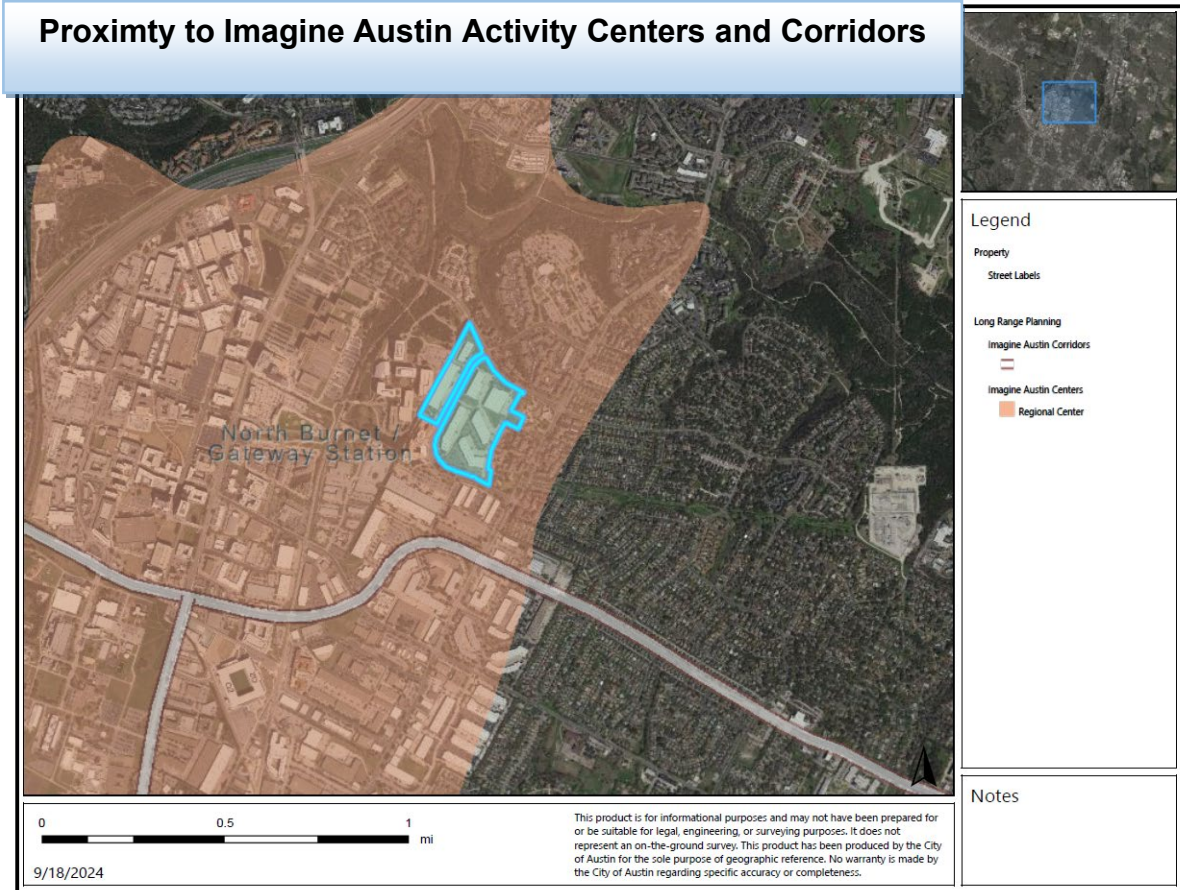 Proximty to Imagine Austin Activity Centers and Corridors
North Burnet /
Gateway Station
Legend
Property
Street Labels
Long Range Planning
Imagine Austin Corridors
Imagine Austin Centers
Regional Center
Notes
0 0.5 1
mi
9/18/2024
This product is for informational purposes and may not have been prepared for
or be suitable for legal, engineering, or surveying purposes. It does not
represent an on-the-ground survey. This product has been produced by the City
of Austin for the sole purpose of geographic reference. No warranty is made by
the City of Austin regarding specific accuracy or completeness.